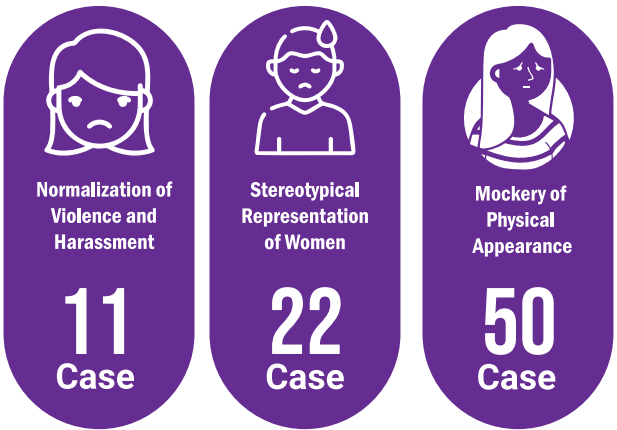 Normalization of
Violence and
Harassment
11
Case
Stereotypical
Representation
of Women
22
Case
Mockery of
Physical
Appearance
50
Case